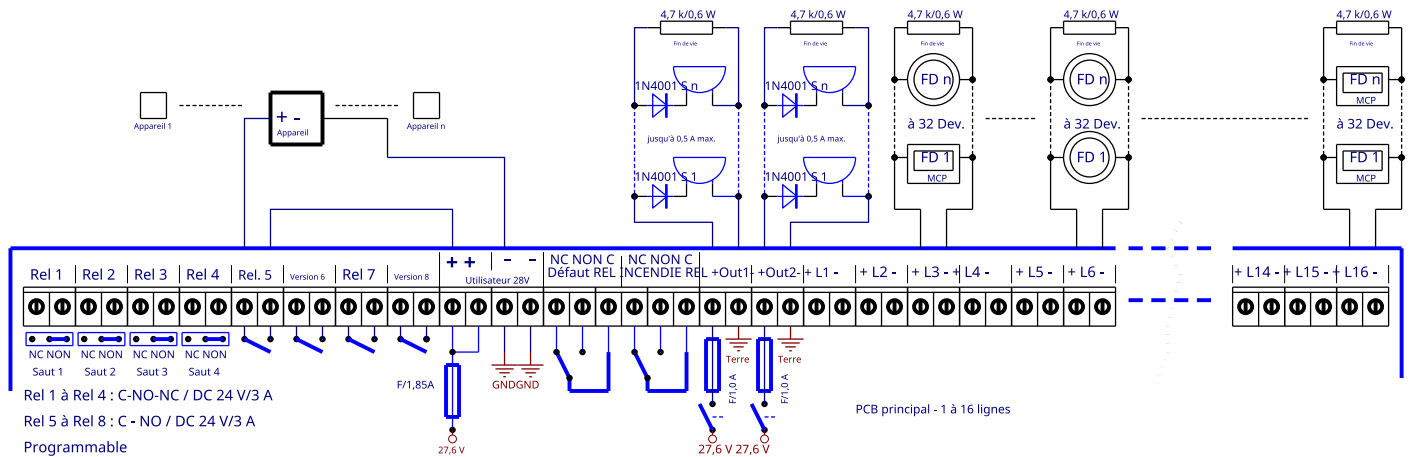 4,7 k/0,6 W
4,7 k/0,6 W
4,7 k/0,6 W
4,7 k/0,6 W
4,7 k/0,6 W
Fin de vie
Fin de vie
Fin de vie
Fin de vie
Fin de vie
1N4001 S n
1N4001 S n
FD n
FD n
FD n
MCP
Appareil 1
+ -
Appareil
Appareil n
jusqu'à 0,5 A max.
jusqu'à 0,5 A max.
à 32 Dev.
à 32 Dev.
à 32 Dev.
1N4001 S 1
1N4001 S 1
FD 1
MCP
FD 1
FD 1
MCP
Rel 1
Rel 2
Rel 3
Rel 4
Rel. 5
Version 6
Rel 7
Version 8
+ +
- -
Utilisateur 28V
NC NON C
Défaut REL
NC NON C
INCENDIE REL
+Out1-
+Out2-
+ L1 -
+ L2 -
+ L3 -
+ L4 -
+ L5 -
+ L6 -
+ L14 -
+ L15 -
+ L16 -
NC NON
NC NON
NC NON
NC NON
Saut 1
Saut 2
Saut 3
Saut 4
F/1,85A
GND
GND
Terre
Terre
F/1,0 A
F/1,0 A
27,6 V
27,6 V
27,6 V
Rel 1 à Rel 4 : C-NO-NC / DC 24 V/3 A
Rel 5 à Rel 8 : C - NO / DC 24 V/3 A
Programmable
PCB principal - 1 à 16 lignes